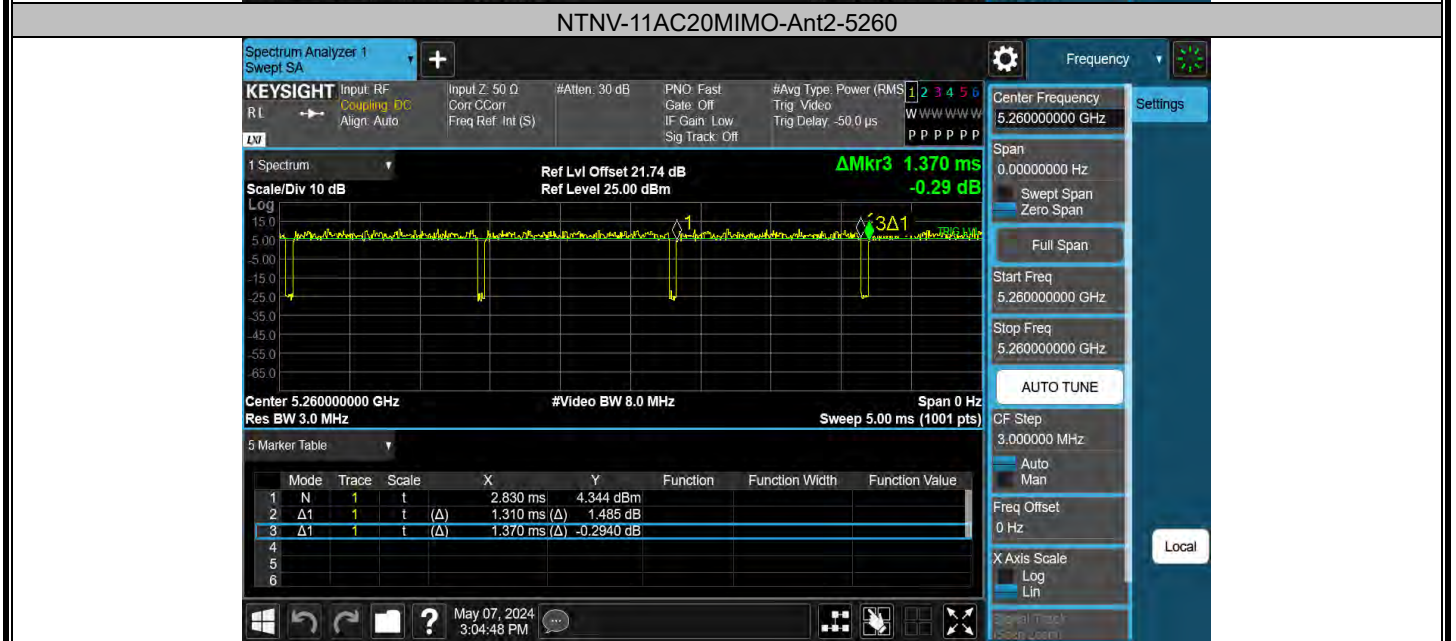 NTNV-11AC20MIMO-Ant2-5260
Spectrum Analyzer 1
Swept SA
+
Frequency
KEYSIGHT
RL
LXI
Input: RF
Coupling: DC
Align: Auto
Input Z: 50 Ω
Corr CCorr
Freq Ref: Int (S)
#Atten: 30 dB
PNO: Fast
Gate: Off
IF Gain: Low
Sig Track: Off
#Avg Type: Power (RMS
Trig: Video
Trig Delay: -50.0 µs
1 2 3 4 5 6
W W W W W W
P P P P P P
Center Frequency
5.260000000 GHz
Settings
Span
0.00000000 Hz
Swept Span
Zero Span
Full Span
Start Freq
5.260000000 GHz
Stop Freq
5.260000000 GHz
AUTO TUNE
CF Step
3.000000 MHz
Auto
Man
Freq Offset
0 Hz
X Axis Scale
Log
Lin
Signal Track
(Span Zoom)
Local
1 Spectrum
Scale/Div 10 dB
Log
Ref Lvl Offset 21.74 dB
Ref Level 25.00 dBm
ΔMkr3 1.370 ms
-0.29 dB
15.0
5.00
-5.00
-15.0
-25.0
-35.0
-45.0
-55.0
-65.0
1
3Δ1
TRIG LVL
Center 5.260000000 GHz
Res BW 3.0 MHz
#Video BW 8.0 MHz
Span 0 Hz
Sweep 5.00 ms (1001 pts)
5 Marker Table
Mode Trace Scale X Y Function Function Width Function Value
1 N 1 t 2.830 ms 4.344 dBm
2 Δ1 1 t (Δ) 1.310 ms (Δ) 1.485 dB
3 Δ1 1 t (Δ) 1.370 ms (Δ) -0.2940 dB
4
5
6
?
May 07, 2024
3:04:48 PM